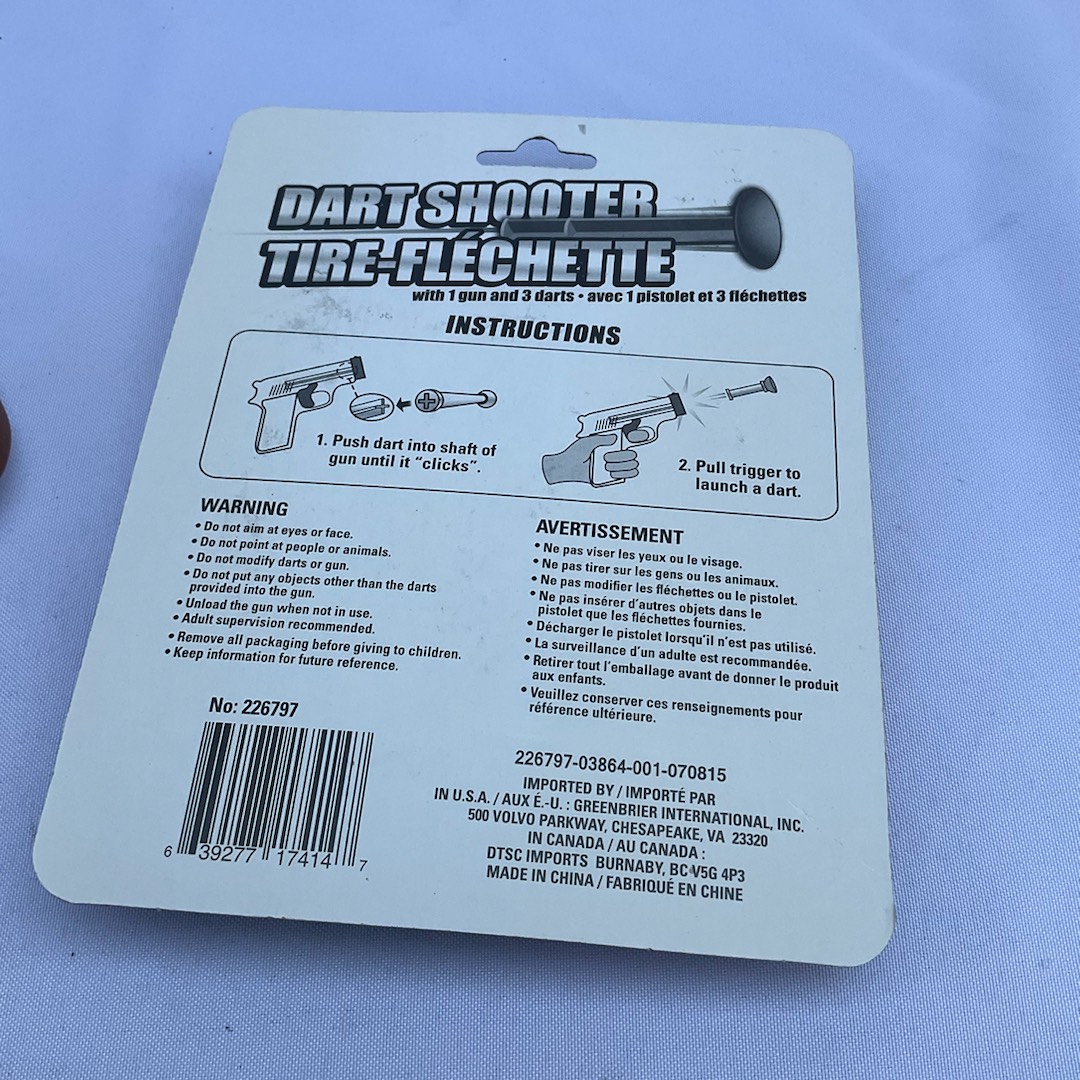 DART SHOOTER
TIRE-FLÉCHETTE
with 1 gun and 3 darts • avec 1 pistolet et 3 fléchettes
INSTRUCTIONS
1. Push dart into shaft of
gun until it “clicks”.
2. Pull trigger to
launch a dart.
WARNING
• Do not aim at eyes or face.
• Do not point at people or animals.
• Do not modify darts or gun.
• Do not put any objects other than the darts
provided into the gun.
• Unload the gun when not in use.
• Adult supervision recommended.
• Remove all packaging before giving to children.
• Keep information for future reference.
AVERTISSEMENT
• Ne pas viser les yeux ou le visage.
• Ne pas tirer sur les gens ou les animaux.
• Ne pas modifier les fléchettes ou le pistolet.
• Ne pas insérer d’autres objets dans le
pistolet que les fléchettes fournies.
• Décharger le pistolet lorsqu’il n’est pas utilisé.
• La surveillance d’un adulte est recommandée.
• Retirer tout l’emballage avant de donner le produit
aux enfants.
• Veuillez conserver ces renseignements pour
référence ultérieure.
No: 226797
6 39277 17414 7
226797-03864-001-070815
IMPORTED BY / IMPORTÉ PAR
IN U.S.A. / AUX É.-U. : GREENBRIER INTERNATIONAL, INC.
500 VOLVO PARKWAY, CHESAPEAKE, VA 23320
IN CANADA / AU CANADA :
DTSC IMPORTS BURNABY, BC V5G 4P3
MADE IN CHINA / FABRIQUÉ EN CHINE